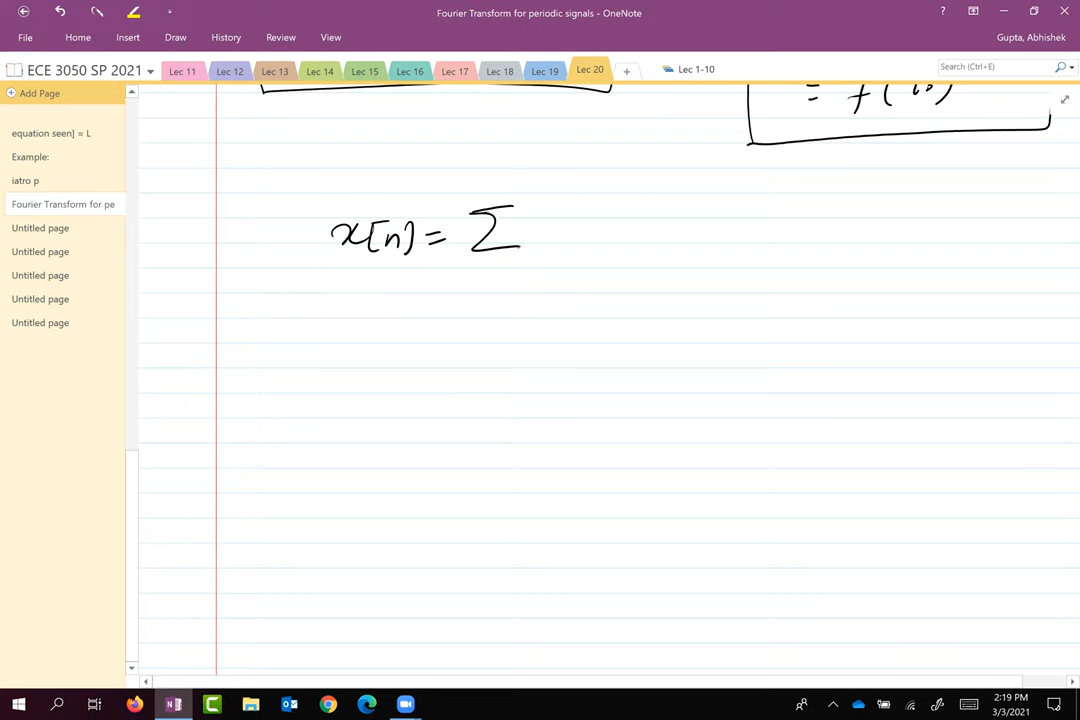 Fourier Transform for periodic signals - OneNote
Gupta, Abhishek
File Home Insert Draw History Review View
ECE 3050 SP 2021
Lec 11 Lec 12 Lec 13 Lec 14 Lec 15 Lec 16 Lec 17 Lec 18 Lec 19 Lec 20 + Lec 1-10
Search (Ctrl+E)
Add Page
equation seen] = L
Example:
iatro p
Fourier Transform for pe
Untitled page
Untitled page
Untitled page
Untitled page
Untitled page
x[n] = Σ
2:19 PM
3/3/2021